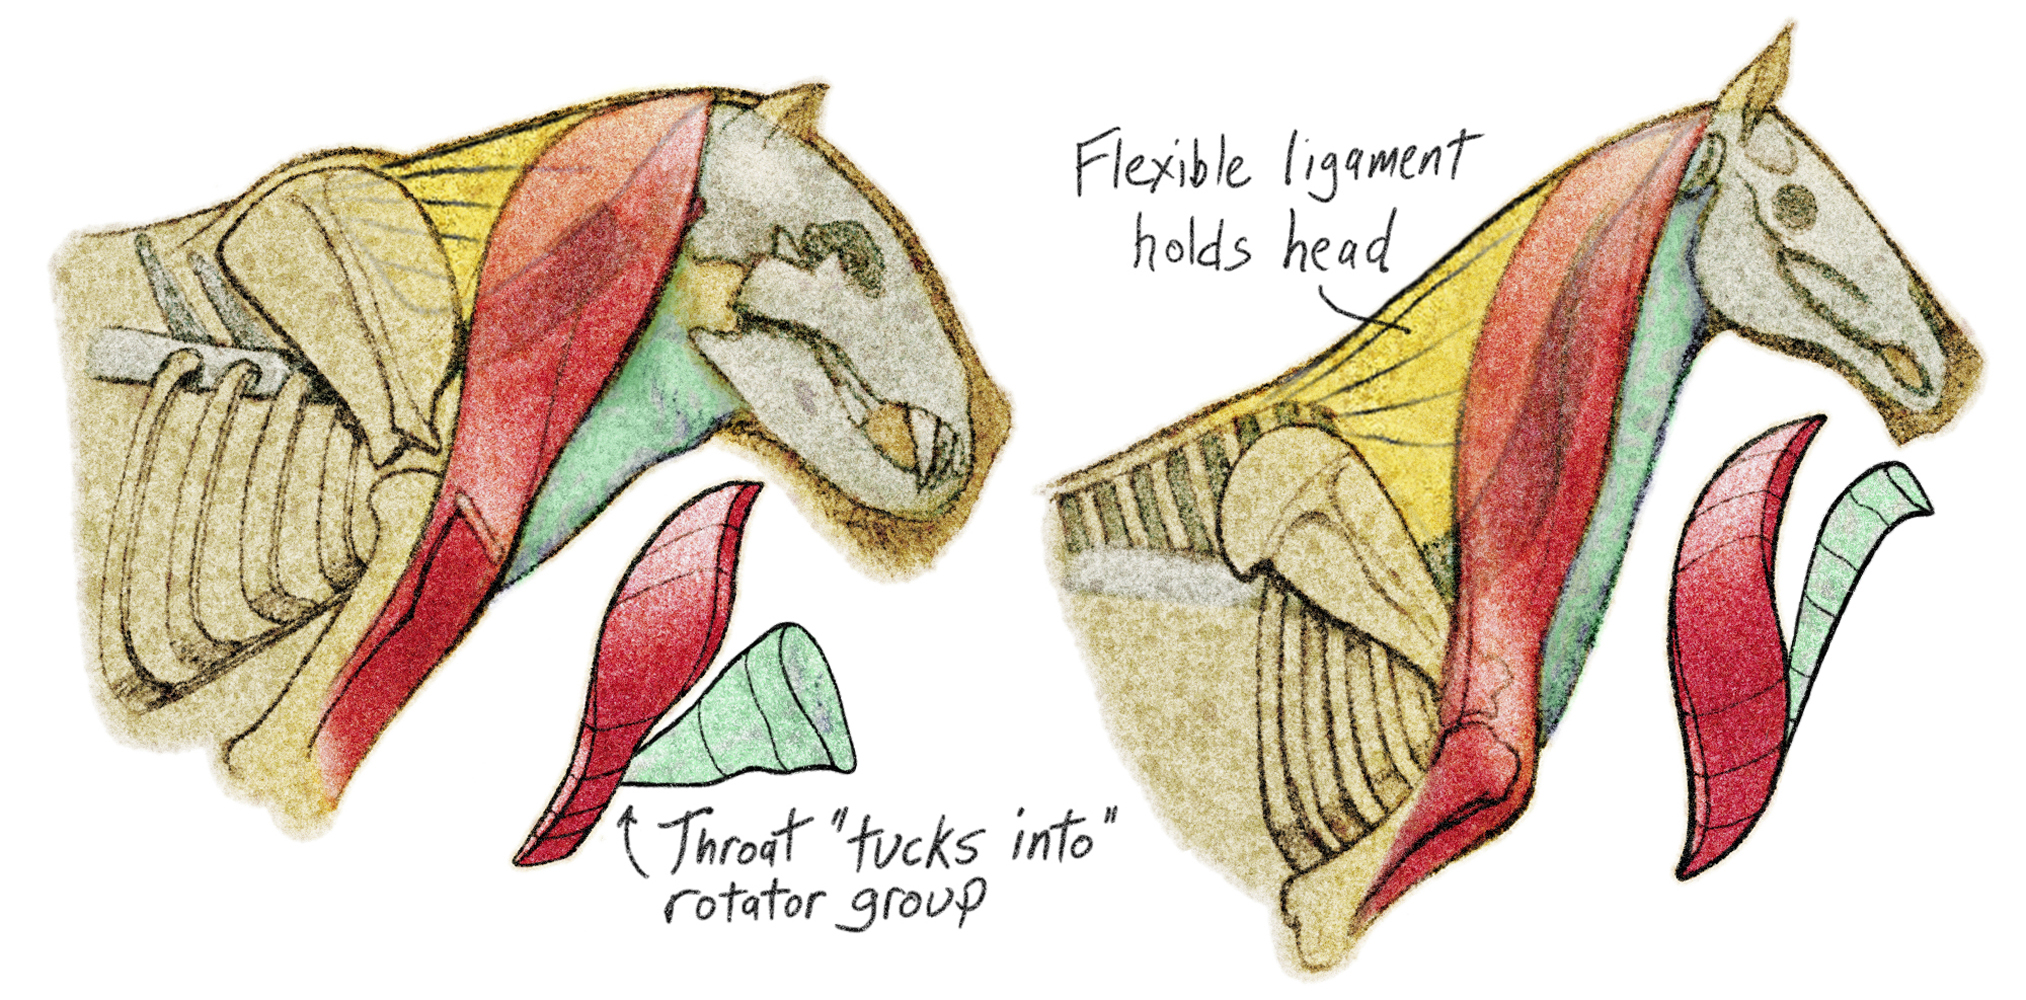 Flexible ligament
holds head
Throat "tucks into"
rotator group